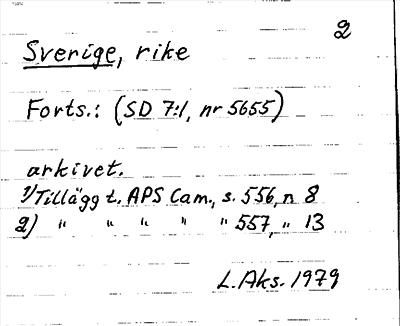 2
Sverige, rike
Forts.: (SD 7:1, nr 5655)
arkivet.
1) Tillägg t. APS Cam., s. 556, n 8
2) " " " " " 557, " 13
L. Aks. 1979